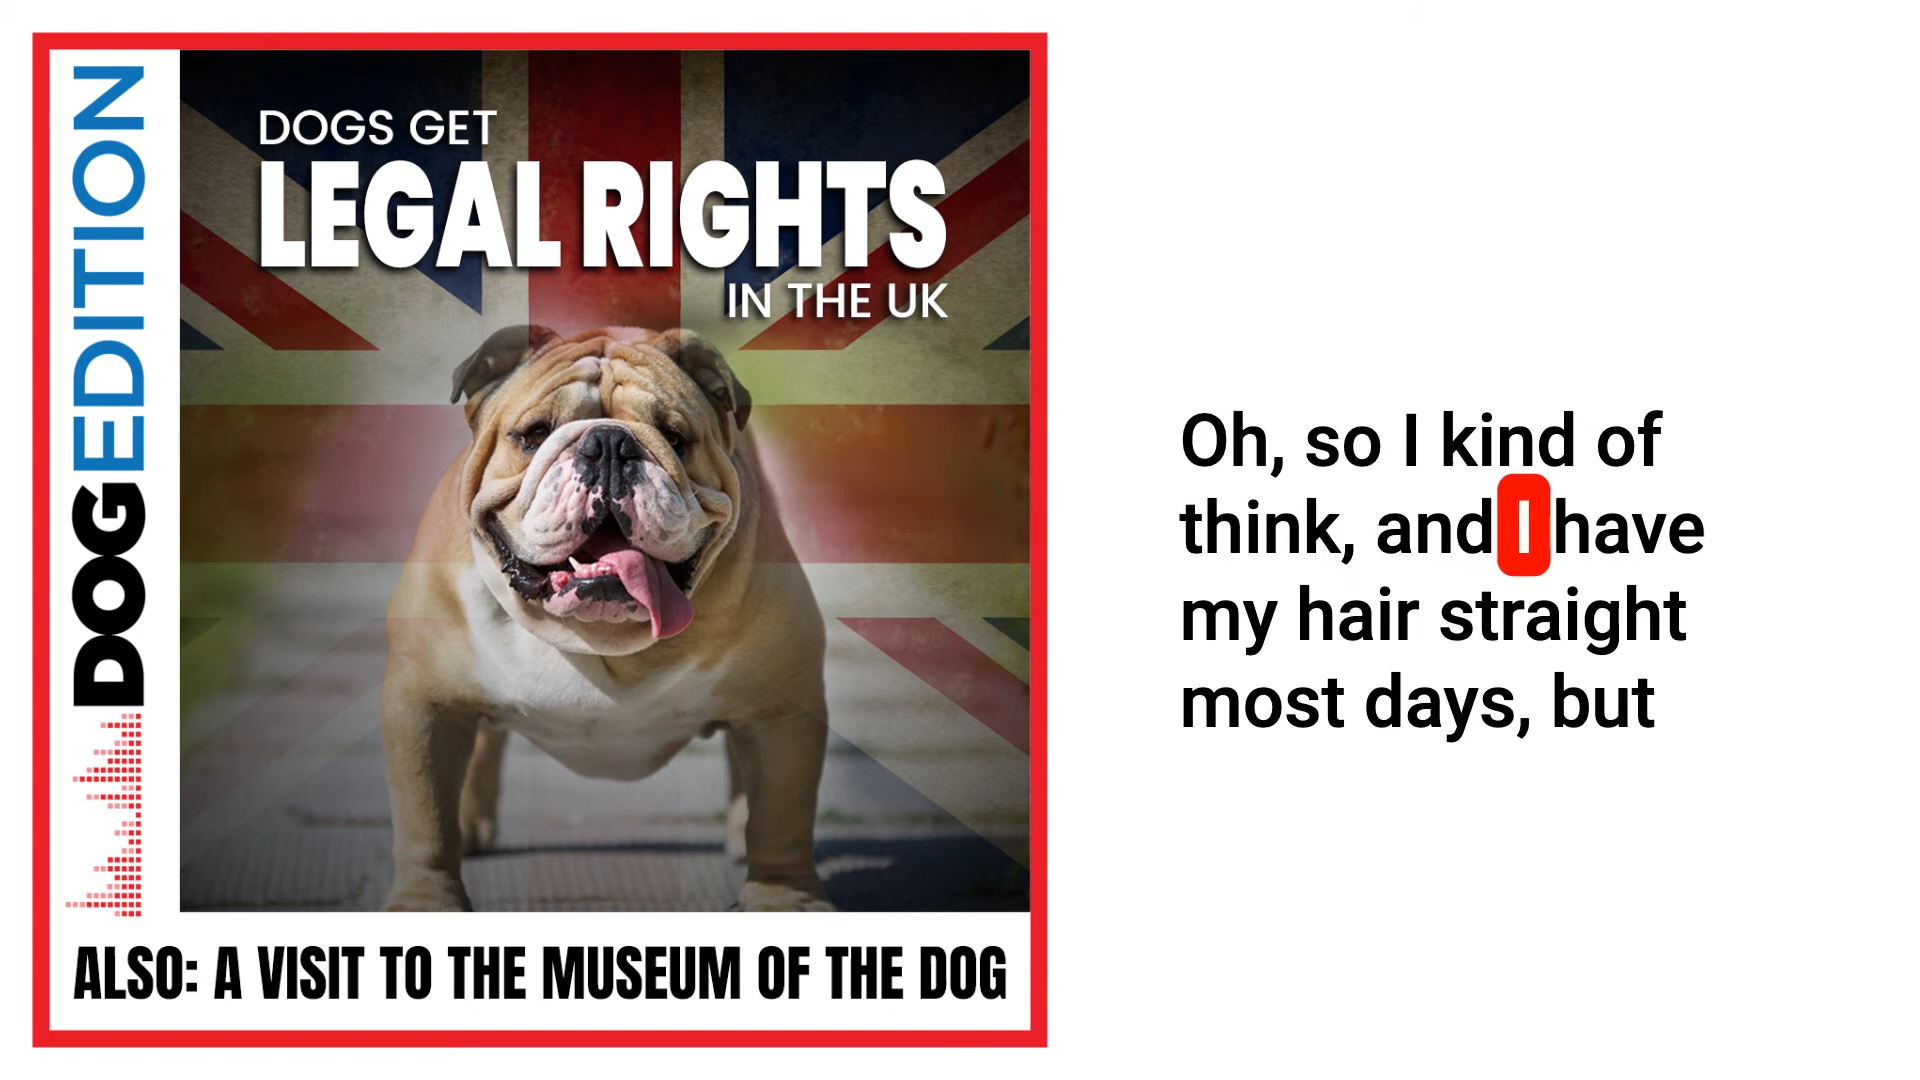 DOGEDITION
DOGS GET
LEGAL RIGHTS
IN THE UK
ALSO: A VISIT TO THE MUSEUM OF THE DOG
Oh, so I kind of
think, and I have
my hair straight
most days, but